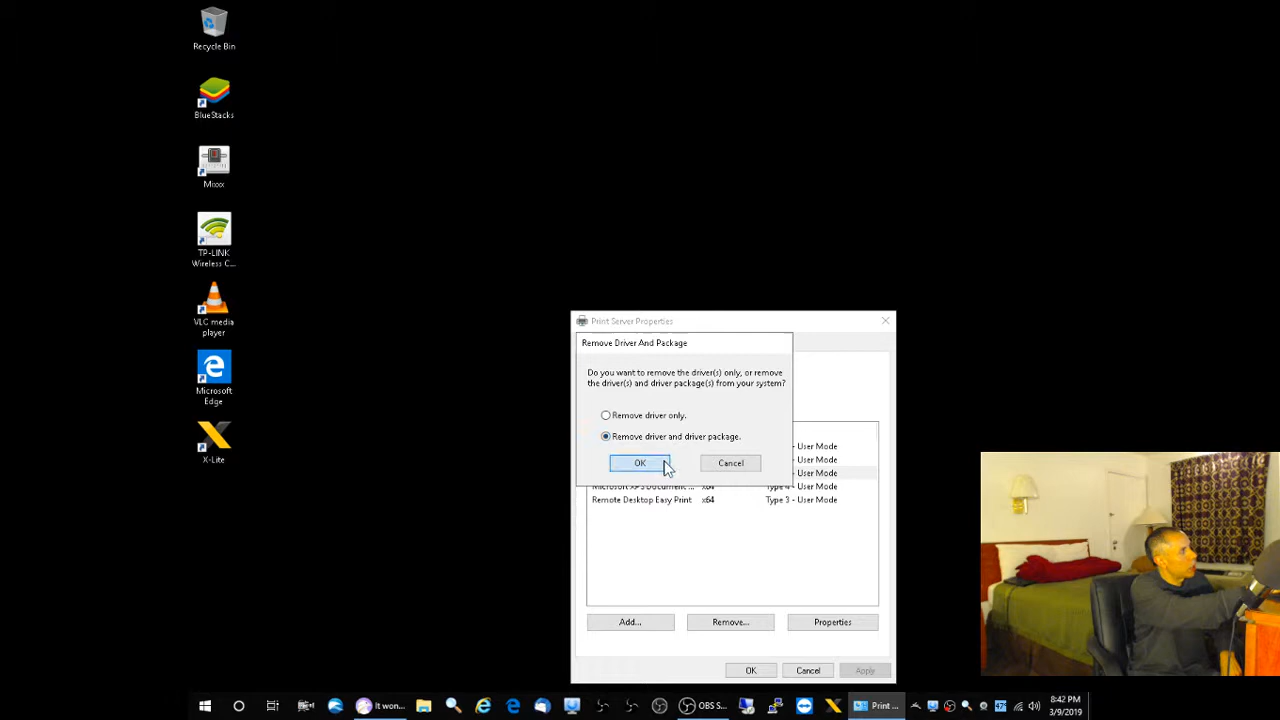 Recycle Bin
BlueStacks
Mixxx
TP-LINK
Wireless C...
VLC media
player
Microsoft
Edge
X-Lite
Print Server Properties
Remove Driver And Package
Do you want to remove the driver(s) only, or remove
the driver(s) and driver package(s) from your system?
Remove driver only.
Remove driver and driver package.
OK
Cancel
- User Mode
- User Mode
- User Mode
Microsoft XPS Document ... x64 Type 4 - User Mode
Remote Desktop Easy Print x64 Type 3 - User Mode
Add... Remove... Properties
OK Cancel Apply
It won...
OBS S...
Print ...
8:42 PM
3/9/2019